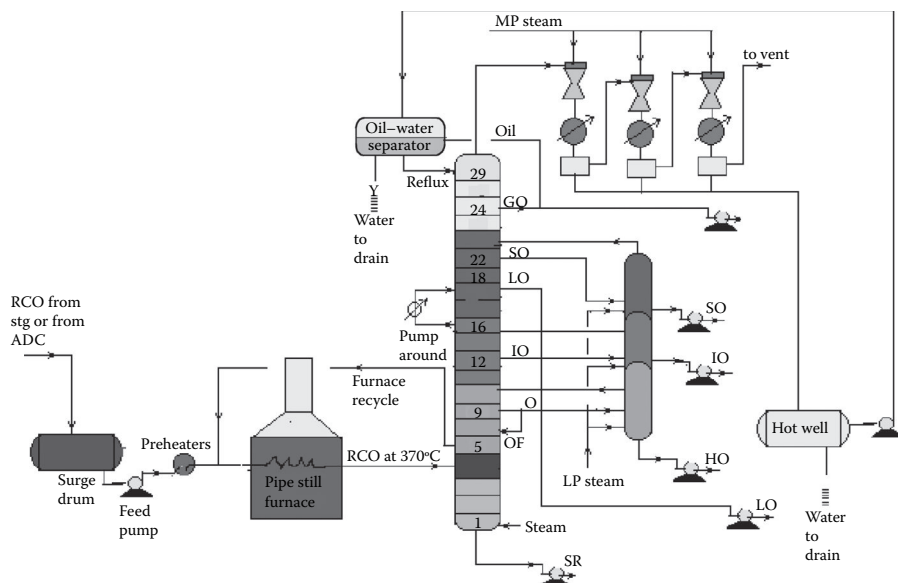 MP steam
to vent
Oil–water
separator
Oil
Reflux
29
Y
Water
to
drain
24
GO
22
SO
18
LO
RCO from
stg or from
ADC
Pump
around
16
SO
12
IO
IO
Furnace
recycle
9
O
5
OF
Hot well
Preheaters
RCO at 370°C
Surge
drum
Pipe still
furnace
Feed
pump
LP steam
HO
1
Steam
LO
Water
to
drain
SR